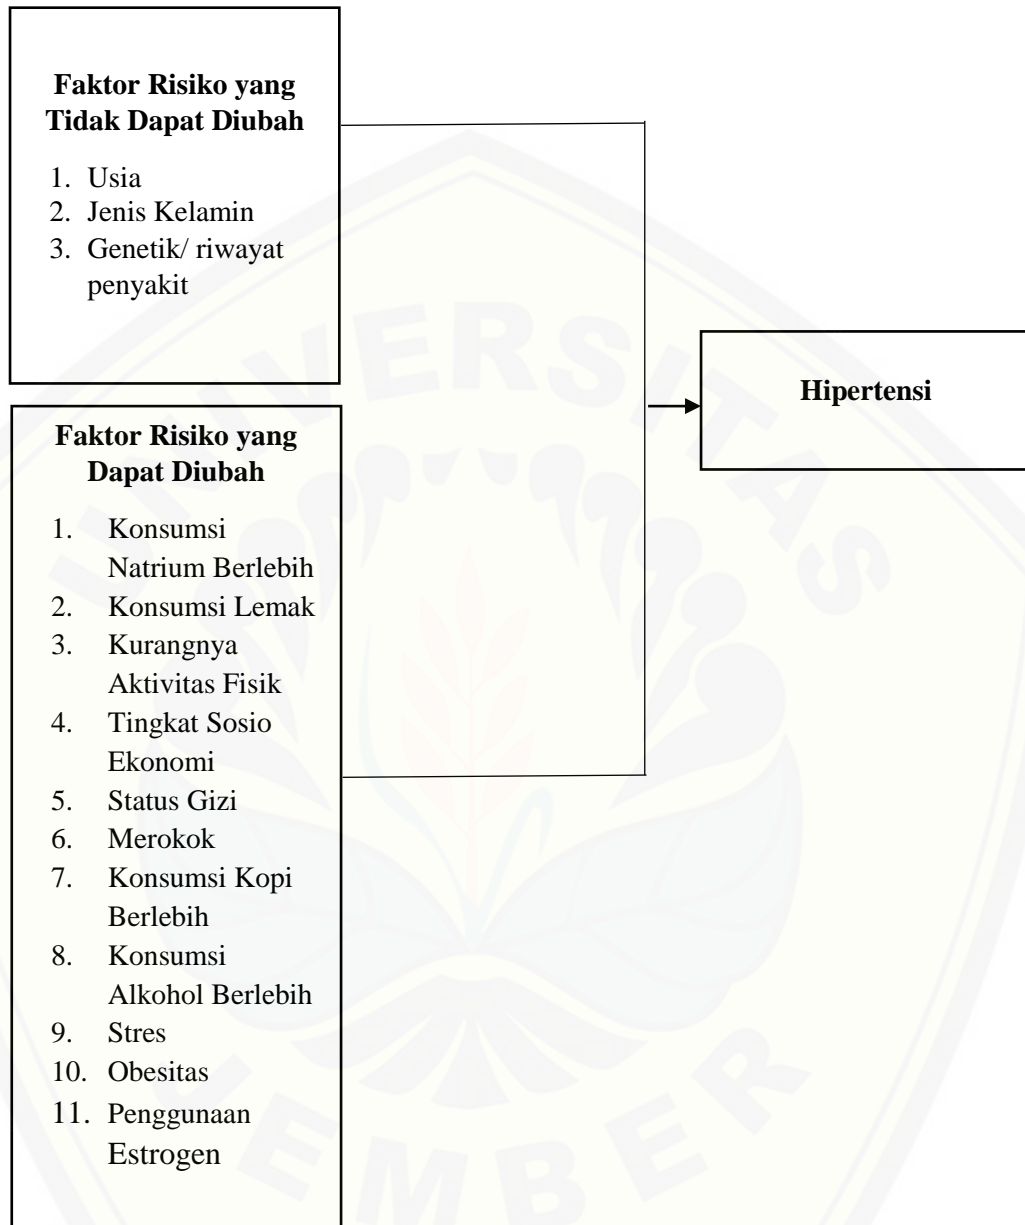 Faktor Risiko yang
Tidak Dapat Diubah
1. Usia
2. Jenis Kelamin
3. Genetik/ riwayat
penyakit
Hipertensi
Faktor Risiko yang
Dapat Diubah
1. Konsumsi
Natrium Berlebih
2. Konsumsi Lemak
3. Kurangnya
Aktivitas Fisik
4. Tingkat Sosio
Ekonomi
5. Status Gizi
6. Merokok
7. Konsumsi Kopi
Berlebih
8. Konsumsi
Alkohol Berlebih
9. Stres
10. Obesitas
11. Penggunaan
Estrogen
UNIVERSITAS
JEMBER